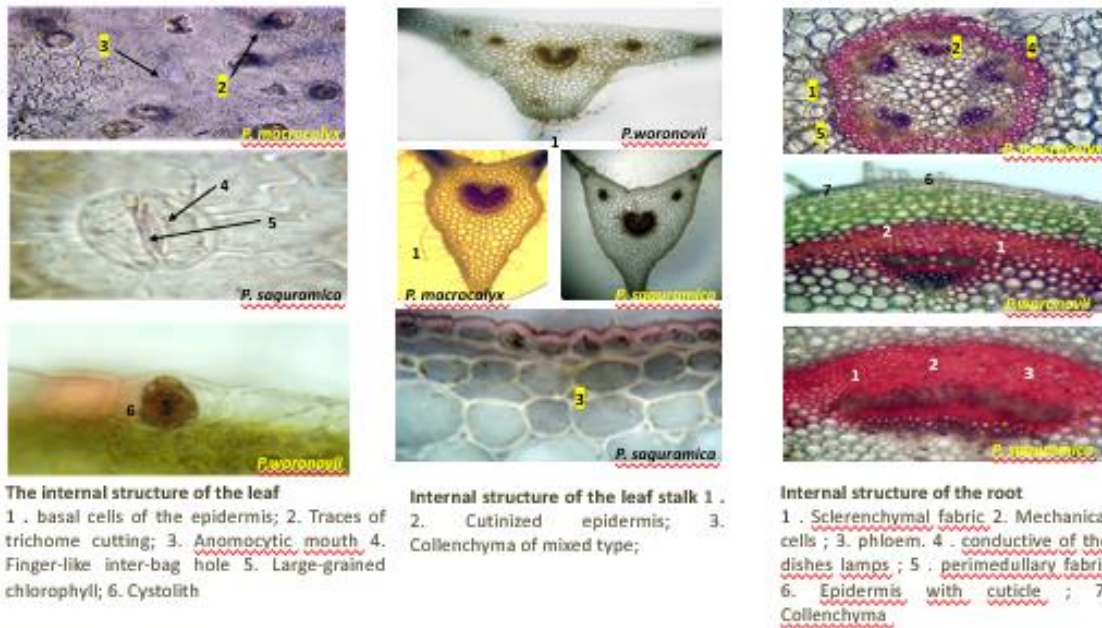 3
2
P. macrocalyx
4
5
P. saguramica
6
P.woronovii
The internal structure of the leaf
1 . basal cells of the epidermis; 2. Traces of
trichome cutting; 3. Anomocytic mouth 4.
Finger-like inter-bag hole 5. Large-grained
chlorophyll; 6. Cystolith
P.woronovii
1
1
P. macrocalyx
P. saguramica
3
P. saguramica
Internal structure of the leaf stalk 1 .
2. Cutinized epidermis; 3.
Collenchyma of mixed type;
2
4
1
5
P. macrocalyx
7
6
2
1
P.woronovii
1
2
3
P. saguramica
Internal structure of the root
1 . Sclerenchymal fabric 2. Mechanica
cells ; 3. phloem. 4 . conductive of the
dishes lamps ; 5 . perimedullary fabri
6. Epidermis with cuticle ; 7
Collenchyma